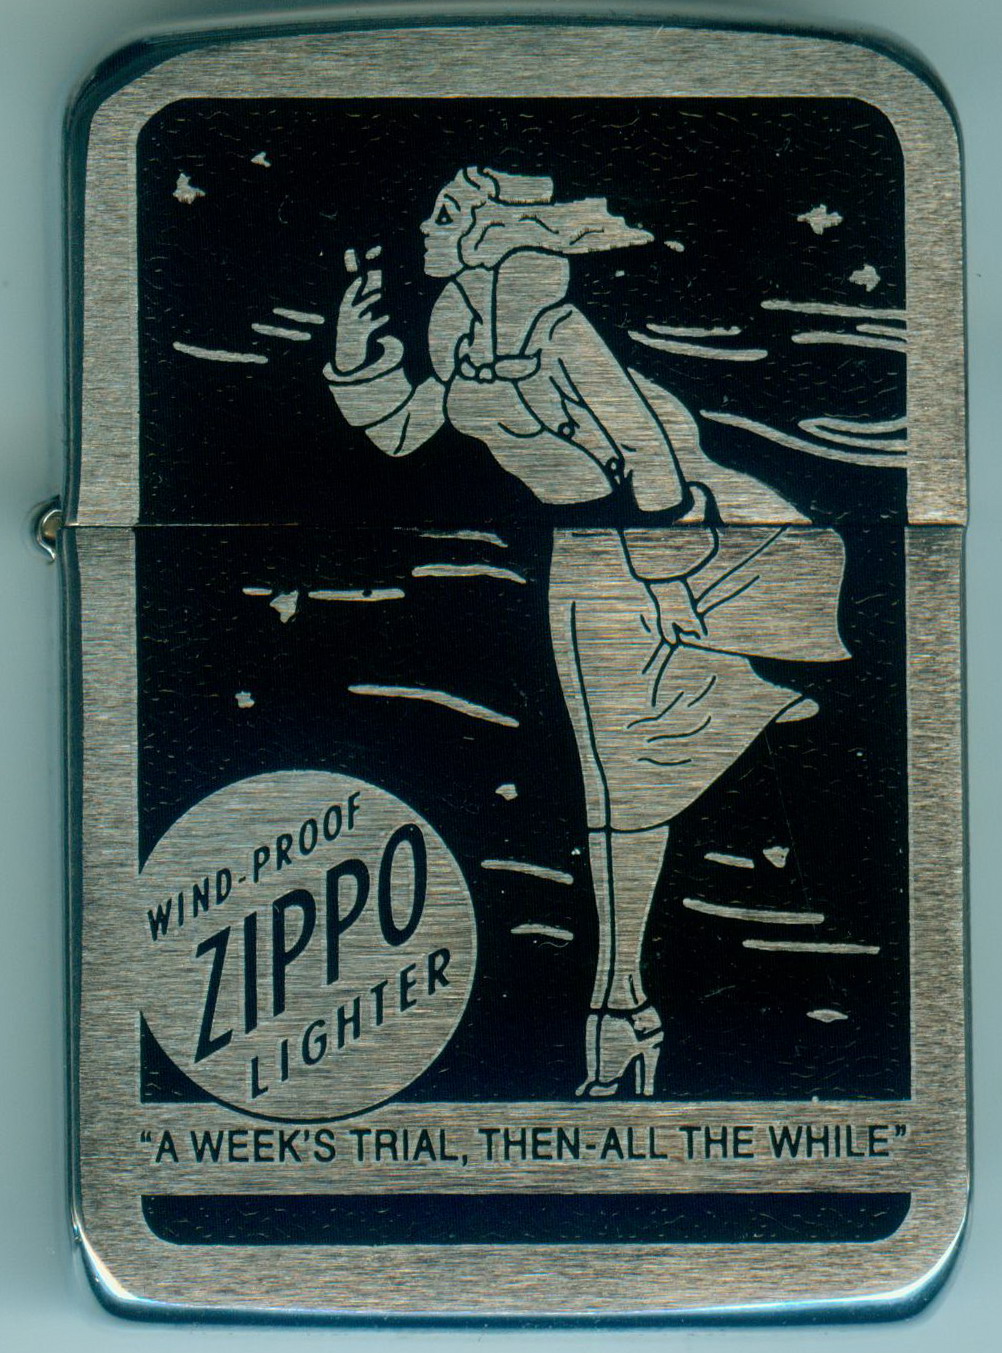 WIND-PROOF
ZIPPO
LIGHTER
"A WEEK'S TRIAL, THEN-ALL THE WHILE"